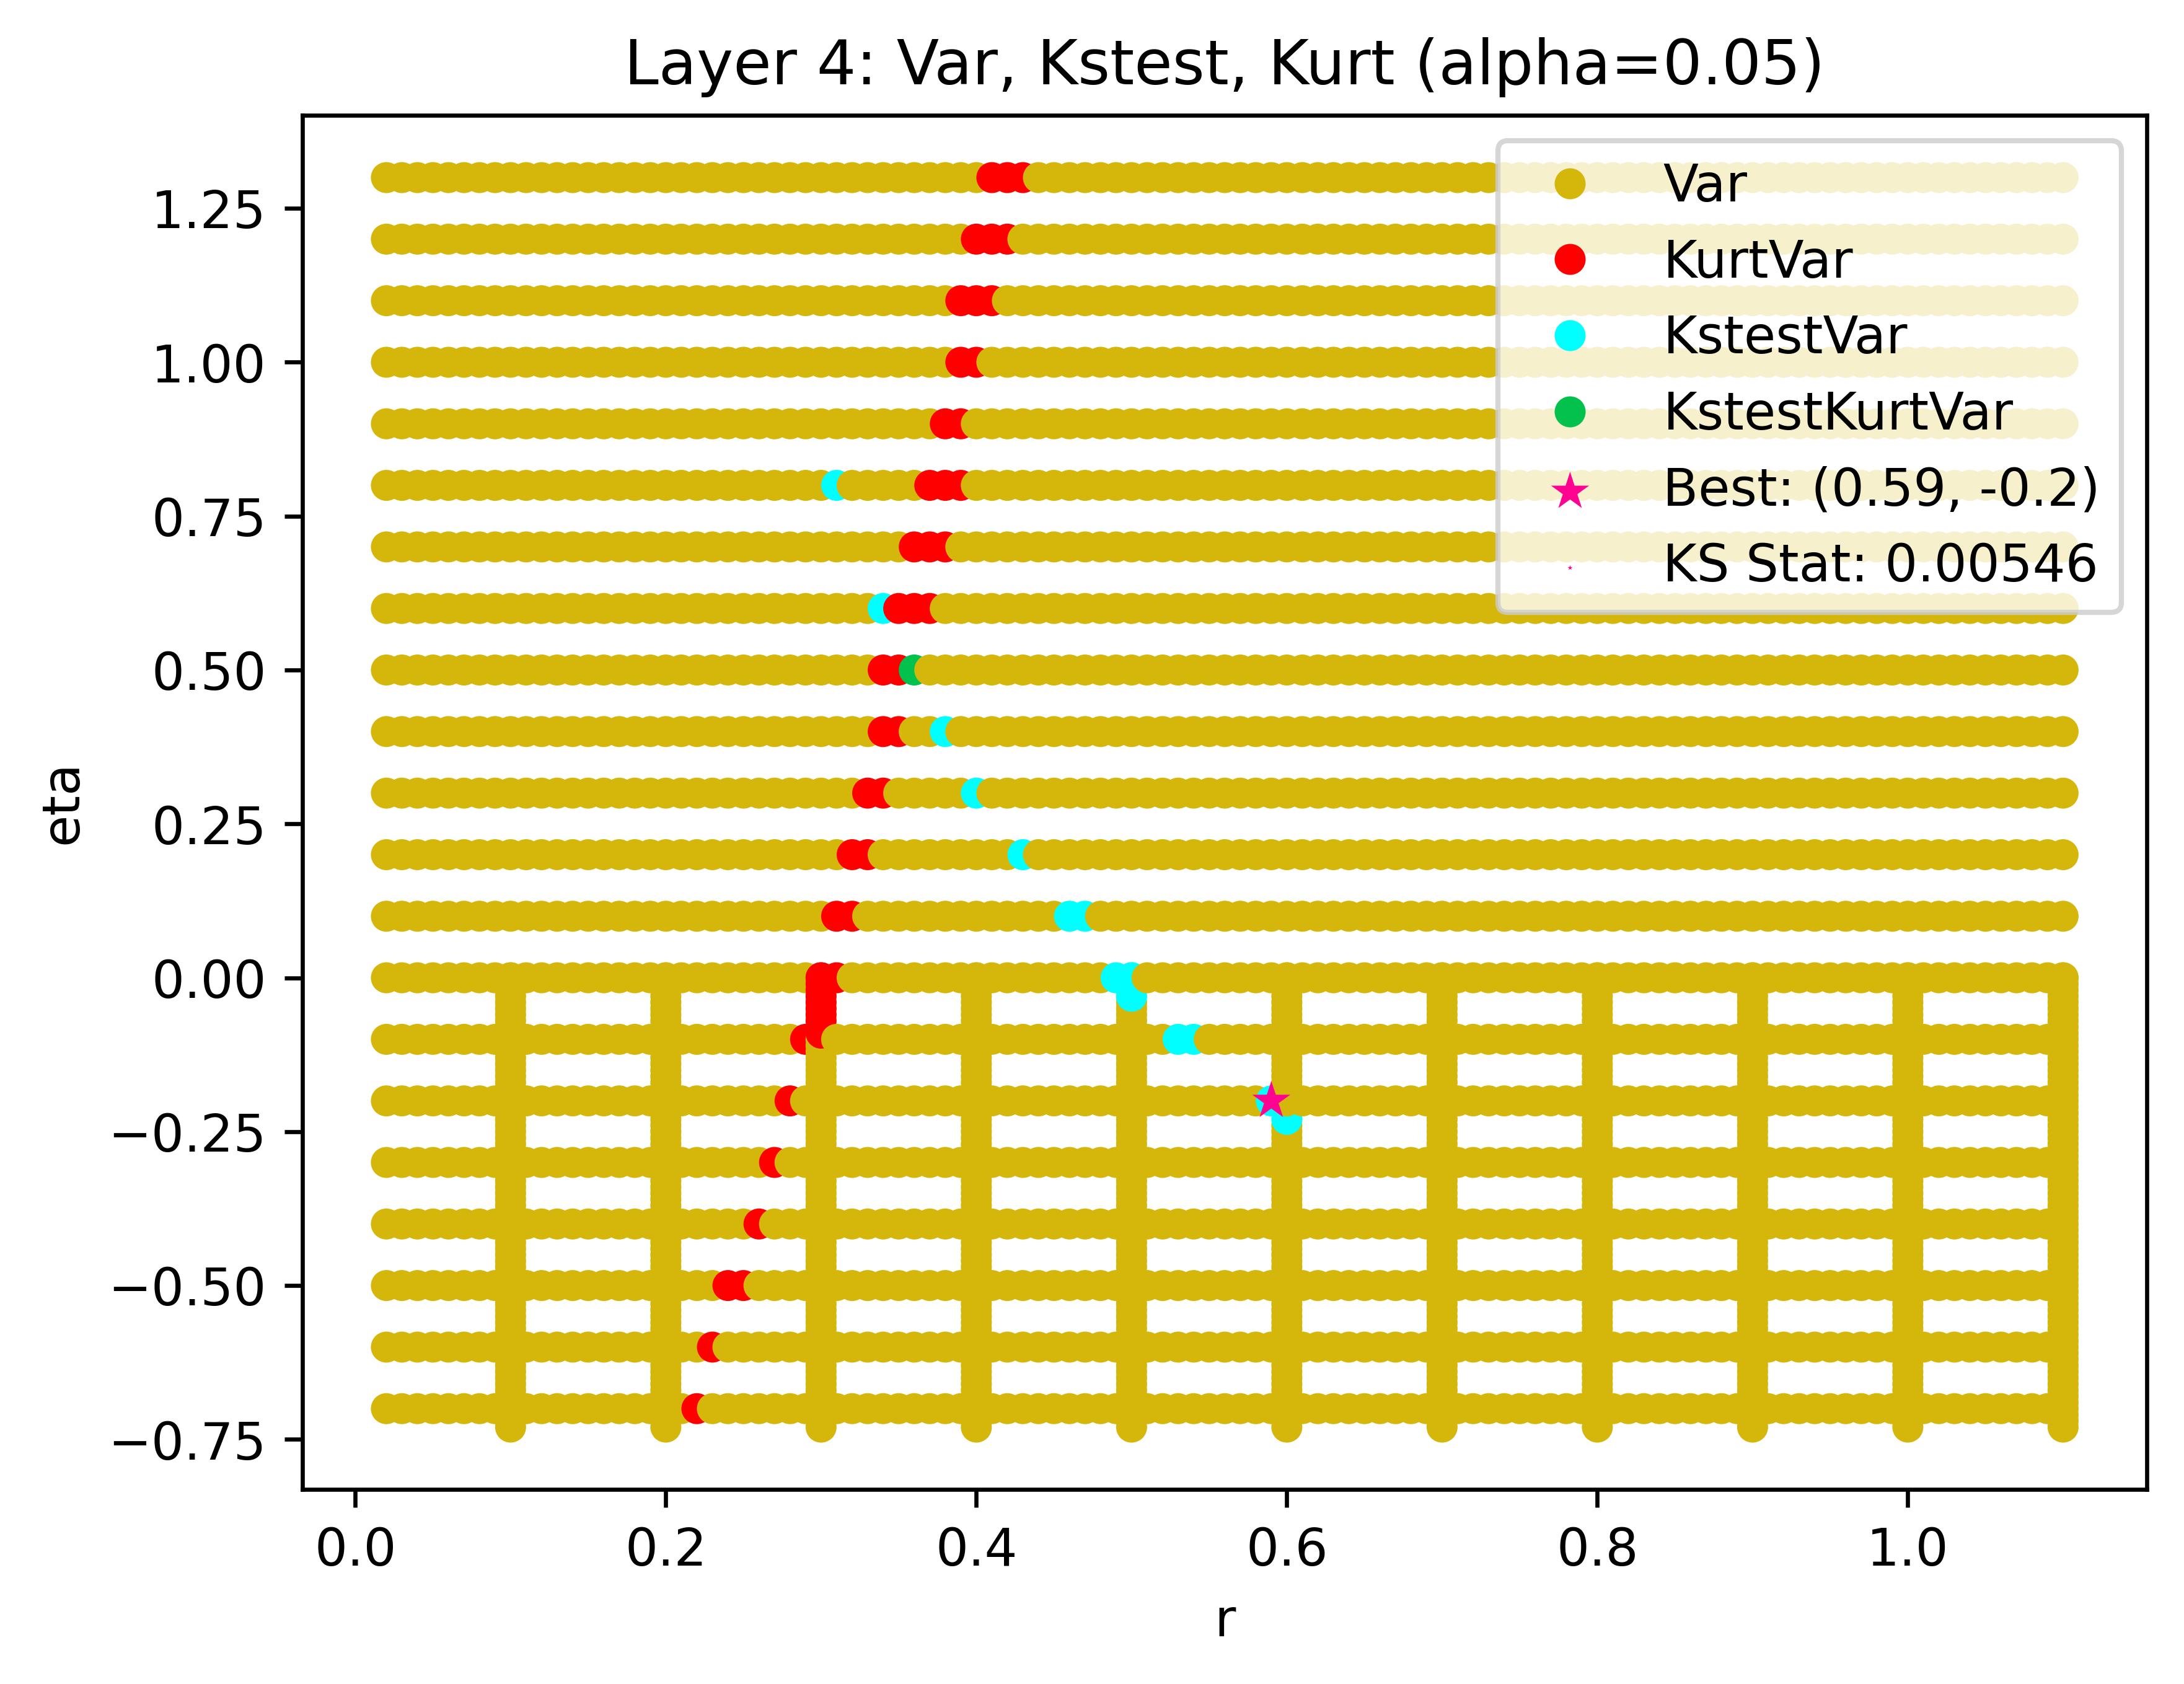 Layer 4: Var, Kstest, Kurt (alpha=0.05)
Var
KurtVar
KstestVar
KstestKurtVar
Best: (0.59, -0.2)
KS Stat: 0.00546
eta
1.25
1.00
0.75
0.50
0.25
0.00
−0.25
−0.50
−0.75
0.0 0.2 0.4 0.6 0.8 1.0
r